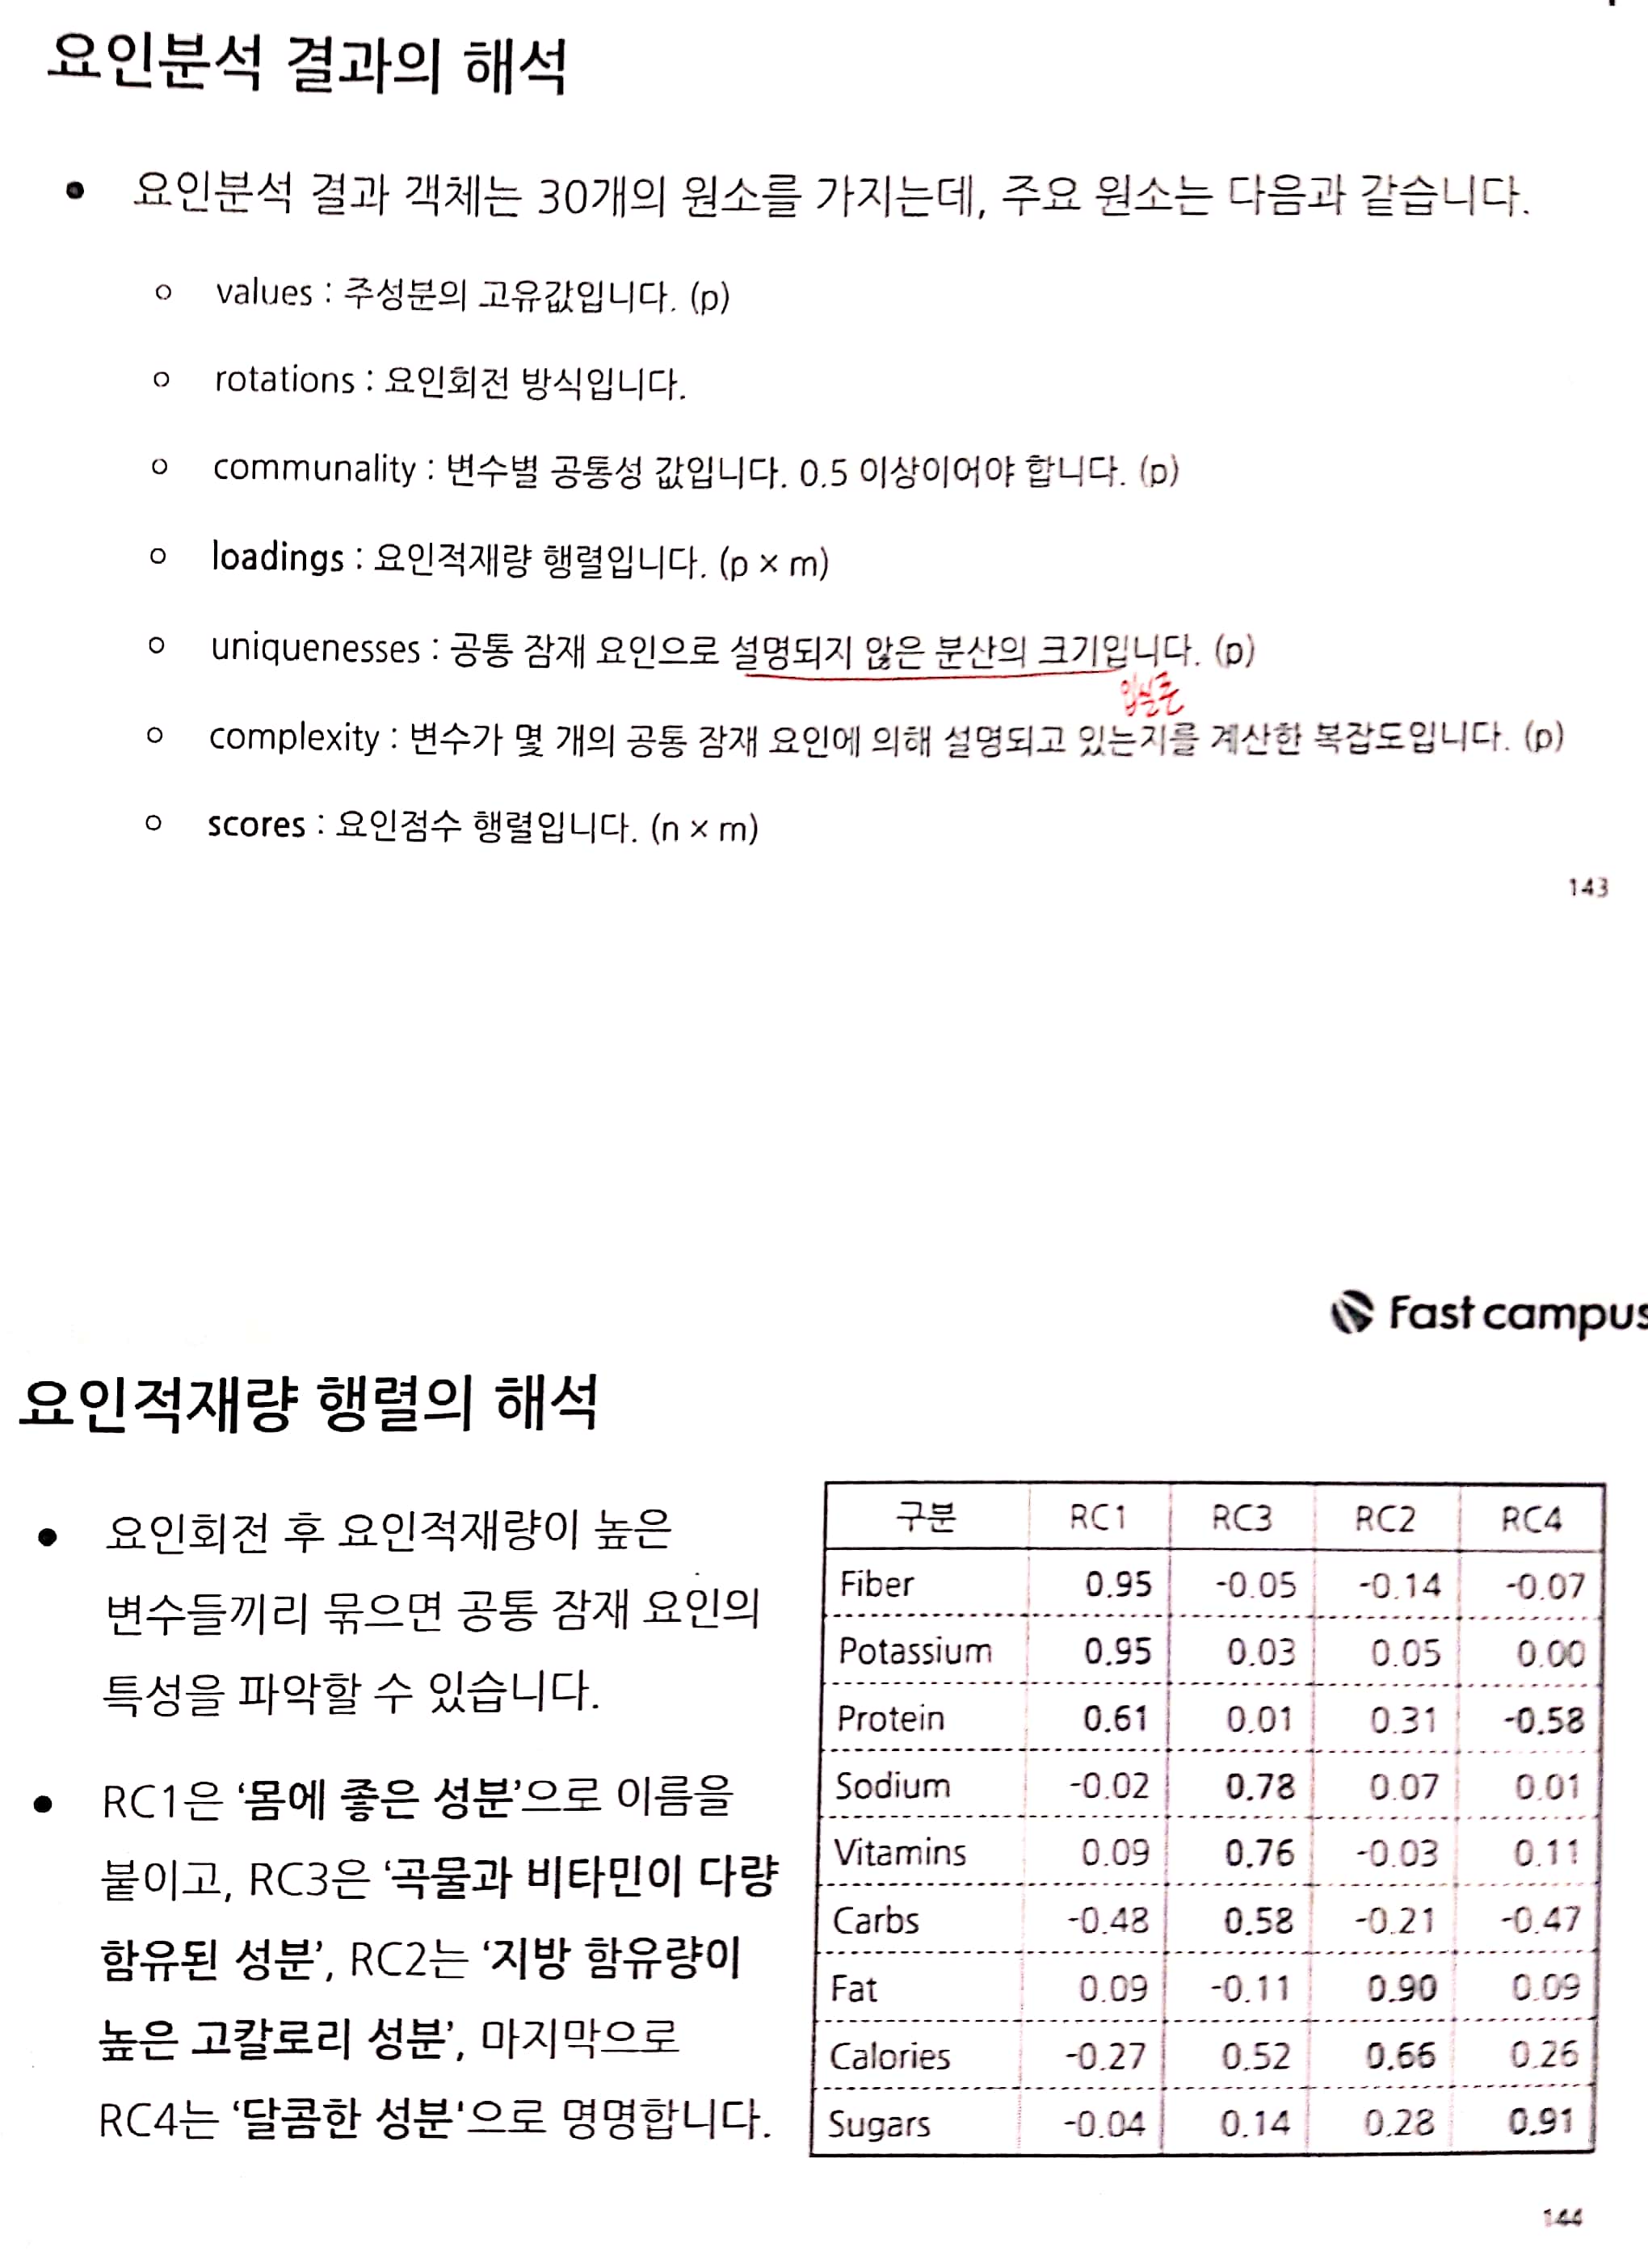 요인분석 결과의 해석
● 요인분석 결과 객체는 30개의 원소를 가지는데, 주요 원소는 다음과 같습니다.
○ values : 주성분의 고유값입니다. (p)
○ rotations : 요인회전 방식입니다.
○ communality : 변수별 공통성 값입니다. 0.5 이상이어야 합니다. (p)
○ loadings : 요인적재량 행렬입니다. (p × m)
○ uniquenesses : 공통 잠재 요인으로 설명되지 않은 분산의 크기입니다. (p)
입실론
○ complexity : 변수가 몇 개의 공통 잠재 요인에 의해 설명되고 있는지를 계산한 복잡도입니다. (p)
○ scores : 요인점수 행렬입니다. (n × m)
143
Fast campus
요인적재량 행렬의 해석
● 요인회전 후 요인적재량이 높은
변수들끼리 묶으면 공통 잠재 요인의
특성을 파악할 수 있습니다.
● RC1은 ‘몸에 좋은 성분’으로 이름을
붙이고, RC3은 ‘곡물과 비타민이 다량
함유된 성분’, RC2는 ‘지방 함유량이
높은 고칼로리 성분’, 마지막으로
RC4는 ‘달콤한 성분‘으로 명명합니다.
구분 RC1 RC3 RC2 RC4
Fiber 0.95 -0.05 -0.14 -0.07
Potassium 0.95 0.03 0.05 0.00
Protein 0.61 0.01 0.31 -0.58
Sodium -0.02 0.78 0.07 0.01
Vitamins 0.09 0.76 -0.03 0.11
Carbs -0.48 0.58 -0.21 -0.47
Fat 0.09 -0.11 0.90 0.09
Calories -0.27 0.52 0.66 0.26
Sugars -0.04 0.14 0.28 0.91
144